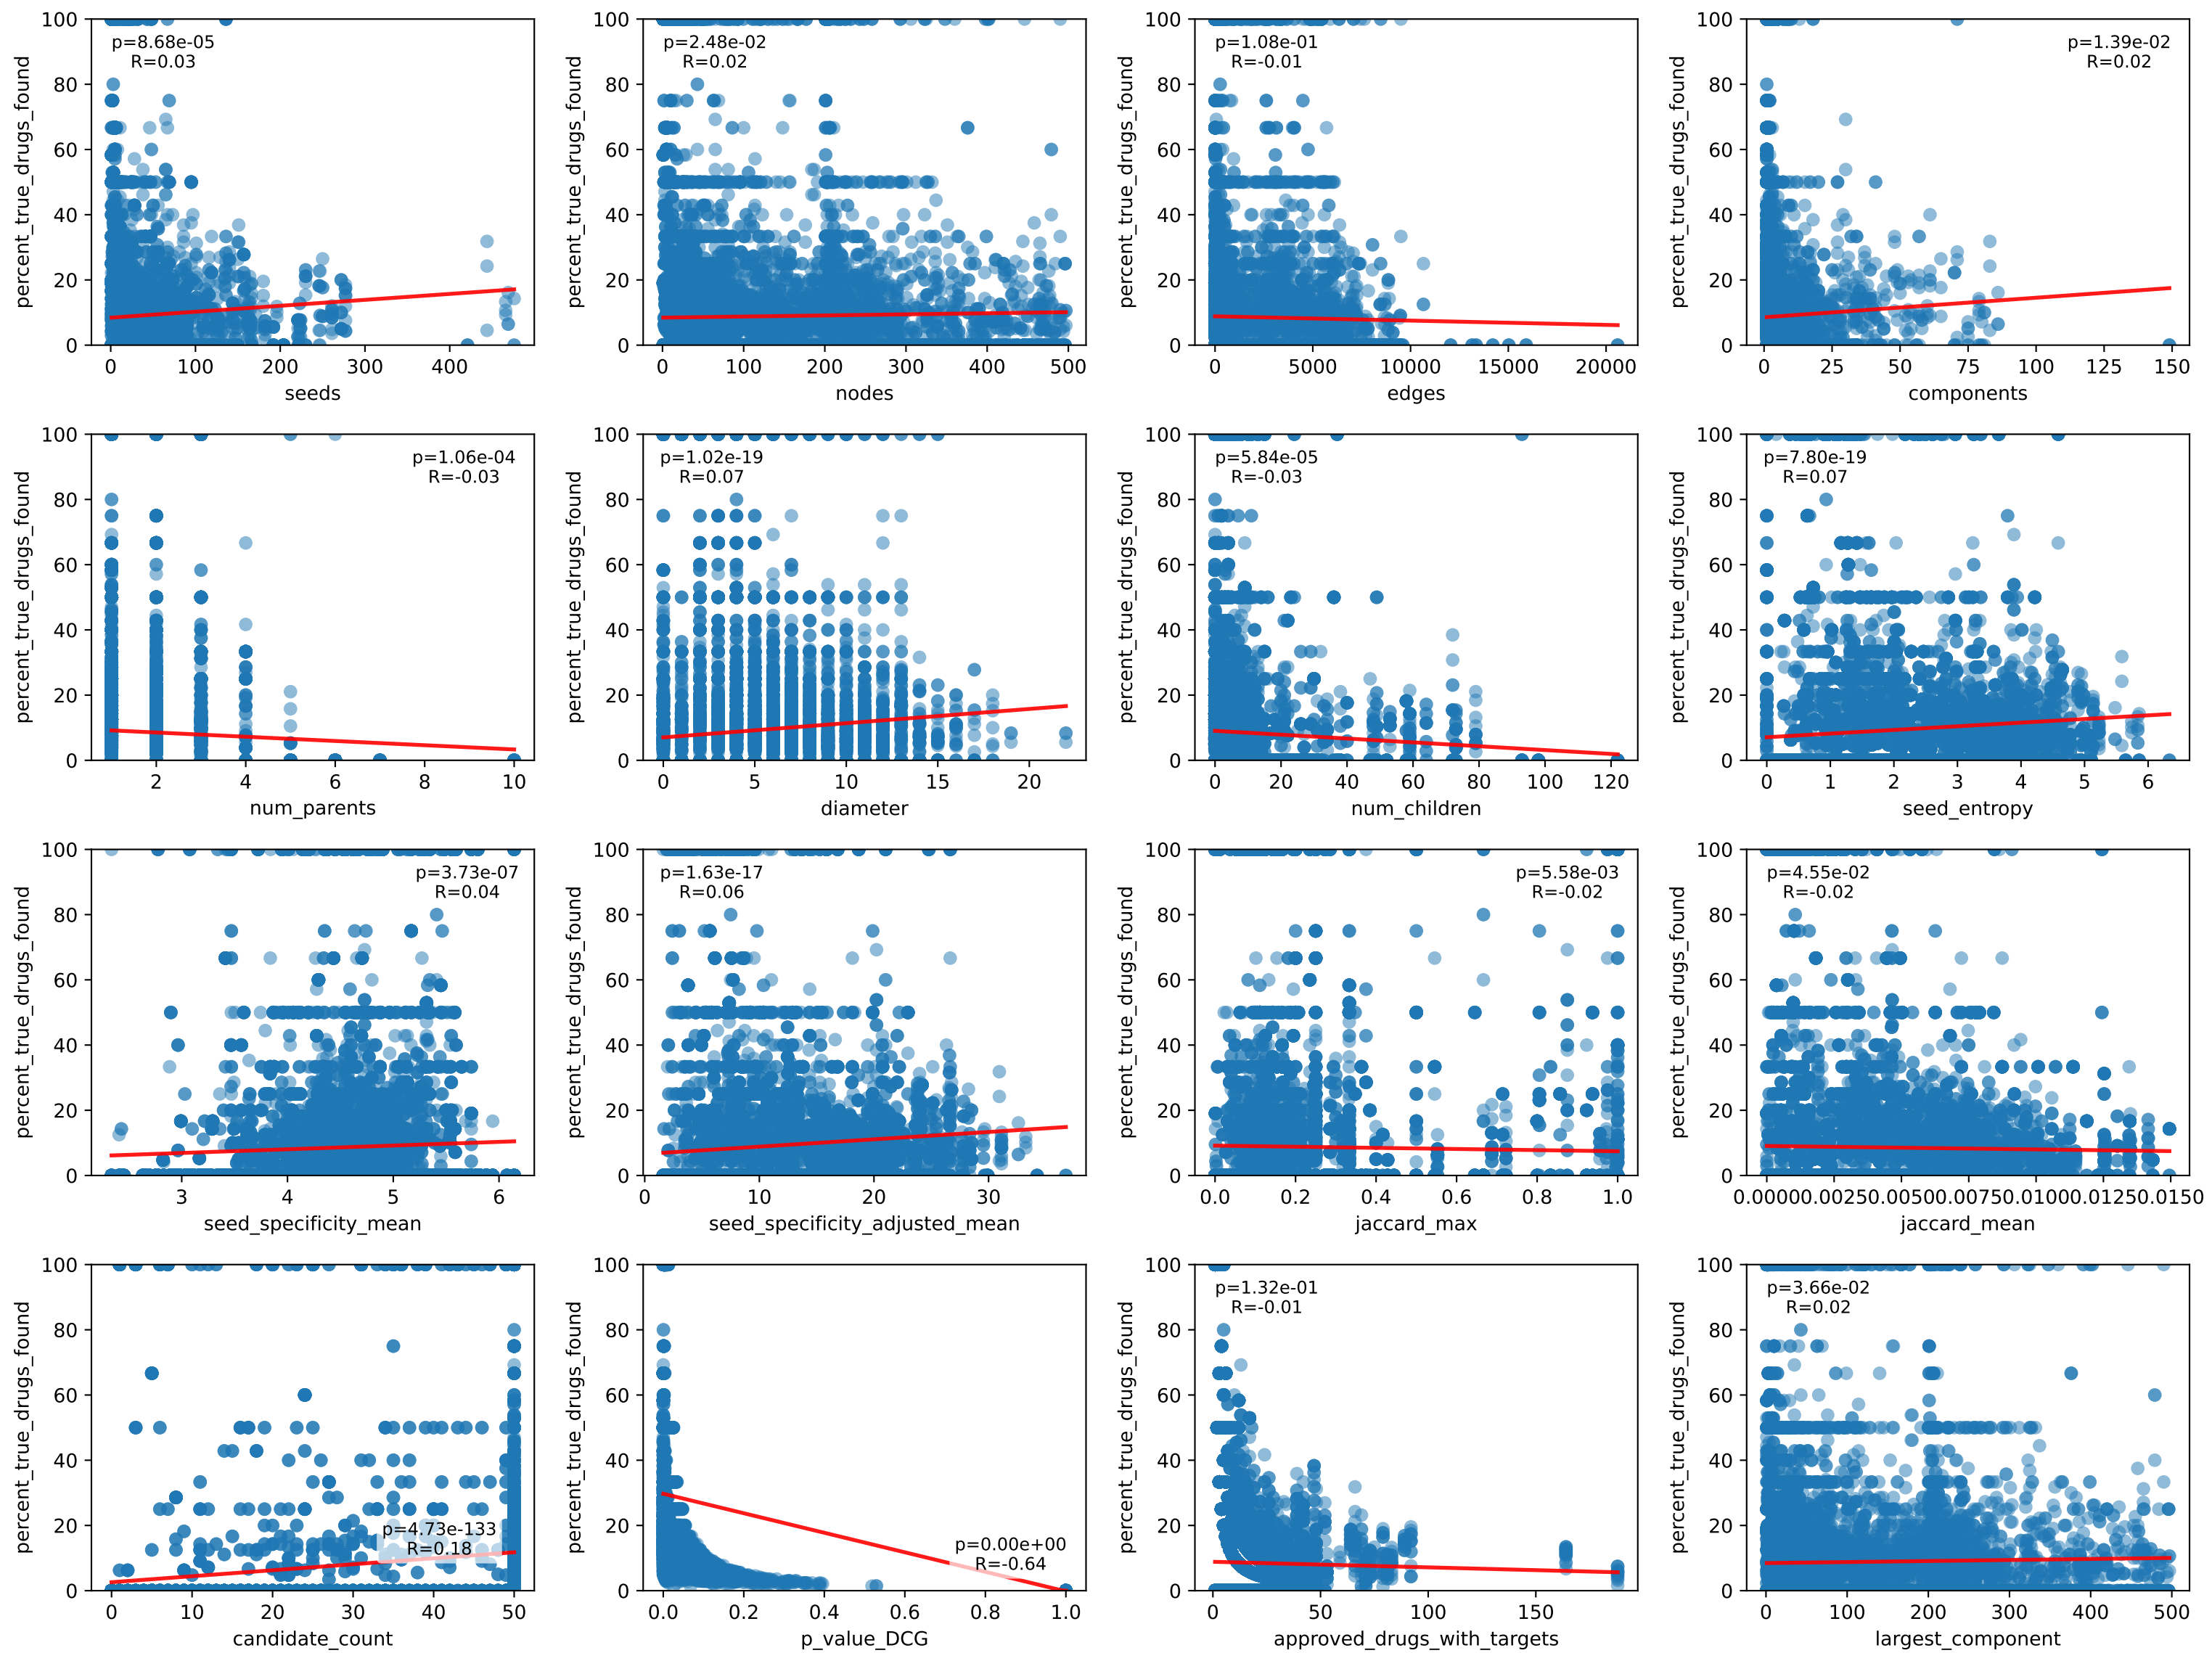 100
80
60
40
20
0
percent_true_drugs_found
p=8.68e-05
R=0.03
0 100 200 300 400
seeds
100
80
60
40
20
0
percent_true_drugs_found
p=2.48e-02
R=0.02
0 100 200 300 400 500
nodes
100
80
60
40
20
0
percent_true_drugs_found
p=1.08e-01
R=-0.01
0 5000 10000 15000 20000
edges
100
80
60
40
20
0
percent_true_drugs_found
p=1.39e-02
R=0.02
0 25 50 75 100 125 150
components
100
80
60
40
20
0
percent_true_drugs_found
p=1.06e-04
R=-0.03
2 4 6 8 10
num_parents
100
80
60
40
20
0
percent_true_drugs_found
p=1.02e-19
R=0.07
0 5 10 15 20
diameter
100
80
60
40
20
0
percent_true_drugs_found
p=5.84e-05
R=-0.03
0 20 40 60 80 100 120
num_children
100
80
60
40
20
0
percent_true_drugs_found
p=7.80e-19
R=0.07
0 1 2 3 4 5 6
seed_entropy
100
80
60
40
20
0
percent_true_drugs_found
p=3.73e-07
R=0.04
3 4 5 6
seed_specificity_mean
100
80
60
40
20
0
percent_true_drugs_found
p=1.63e-17
R=0.06
0 10 20 30
seed_specificity_adjusted_mean
100
80
60
40
20
0
percent_true_drugs_found
p=5.58e-03
R=-0.02
0.0 0.2 0.4 0.6 0.8 1.0
jaccard_max
100
80
60
40
20
0
percent_true_drugs_found
p=4.55e-02
R=-0.02
0.0000 0.0025 0.0050 0.0075 0.0100 0.0125 0.0150
jaccard_mean
100
80
60
40
20
0
percent_true_drugs_found
p=4.73e-133
R=0.18
0 10 20 30 40 50
candidate_count
100
80
60
40
20
0
percent_true_drugs_found
p=0.00e+00
R=-0.64
0.0 0.2 0.4 0.6 0.8 1.0
p_value_DCG
100
80
60
40
20
0
percent_true_drugs_found
p=1.32e-01
R=-0.01
0 50 100 150
approved_drugs_with_targets
100
80
60
40
20
0
percent_true_drugs_found
p=3.66e-02
R=0.02
0 100 200 300 400 500
largest_component